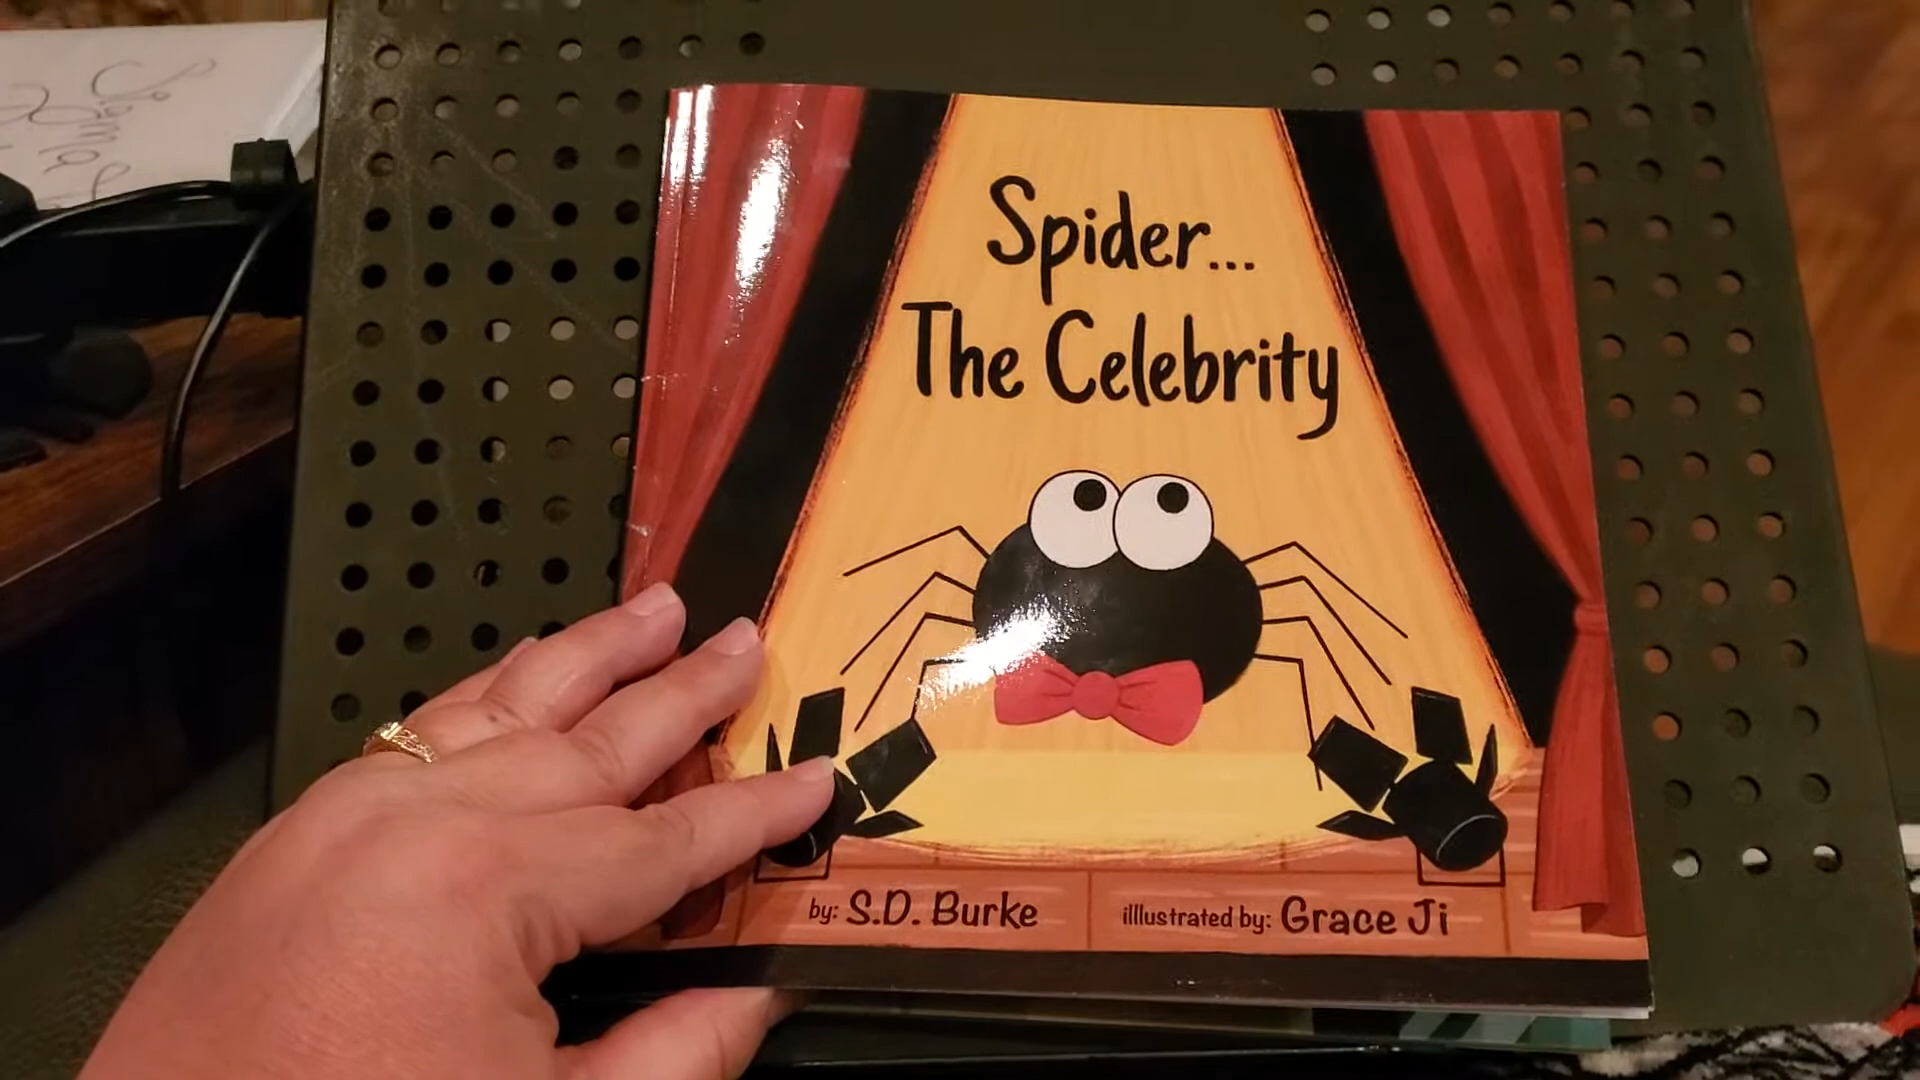 Spider...
The Celebrity
by: S.D. Burke
illlustrated by: Grace Ji